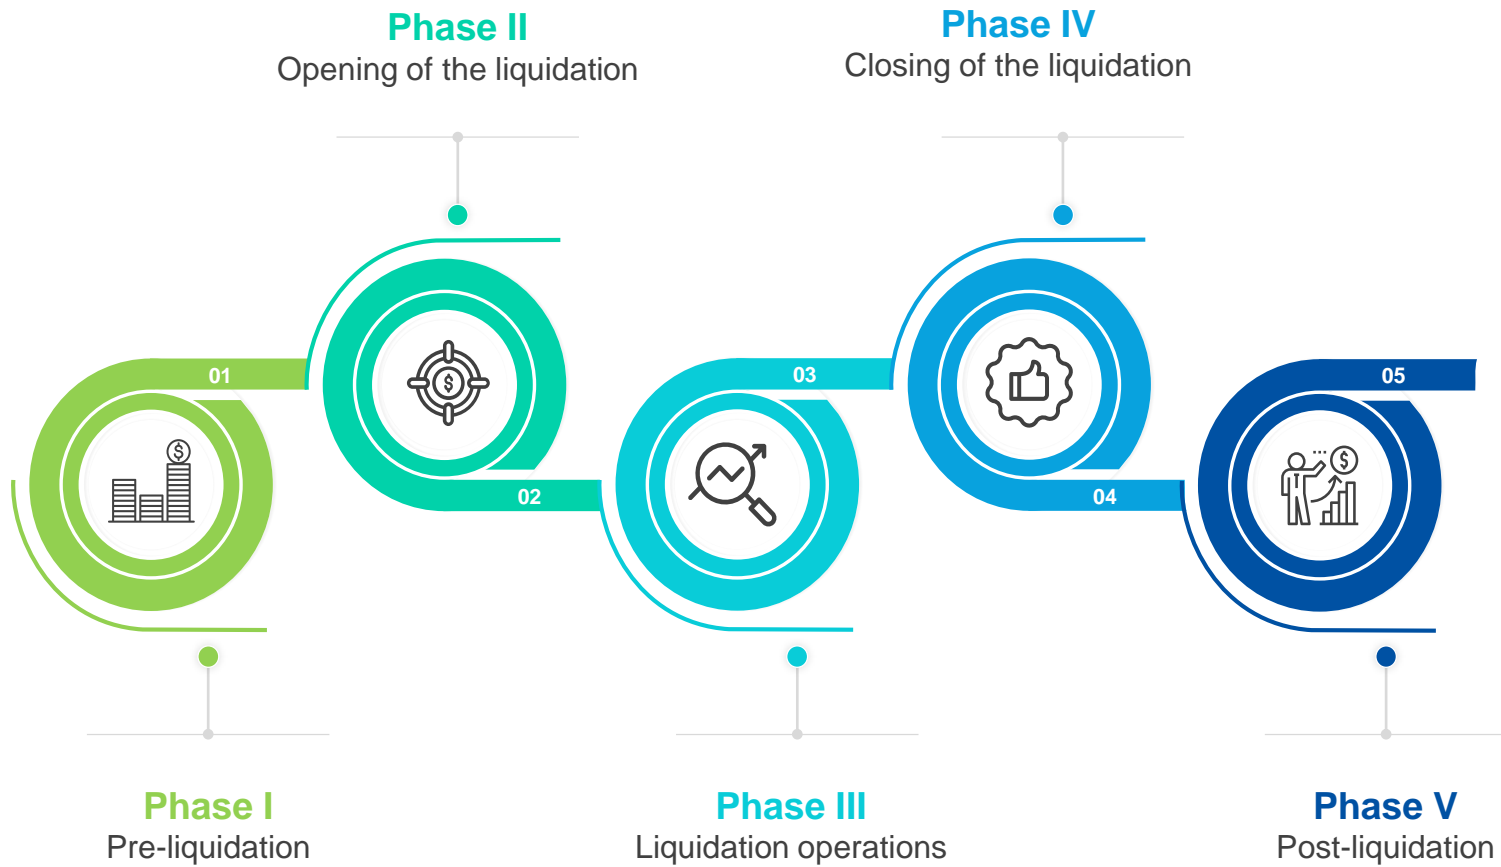 Phase II
Opening of the liquidation
Phase IV
Closing of the liquidation
01
03
05
$
$
$
02
04
Phase I
Pre-liquidation
Phase III
Liquidation operations
Phase V
Post-liquidation